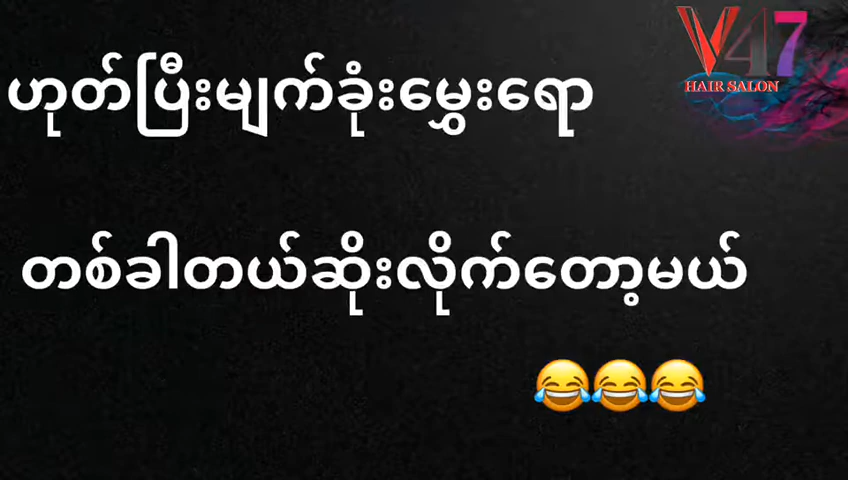 V47
HAIR SALON
ဟုတ်ပြီးမျက်ခုံးမွှေးရော
တစ်ခါတယ်ဆိုးလိုက်တော့မယ်
😂😂😂